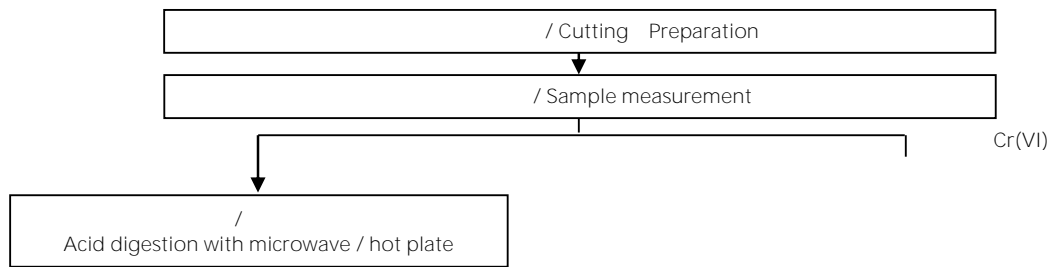 / Cutting Preparation
/ Sample measurement
Cr(VI)
/
Acid digestion with microwave / hot plate